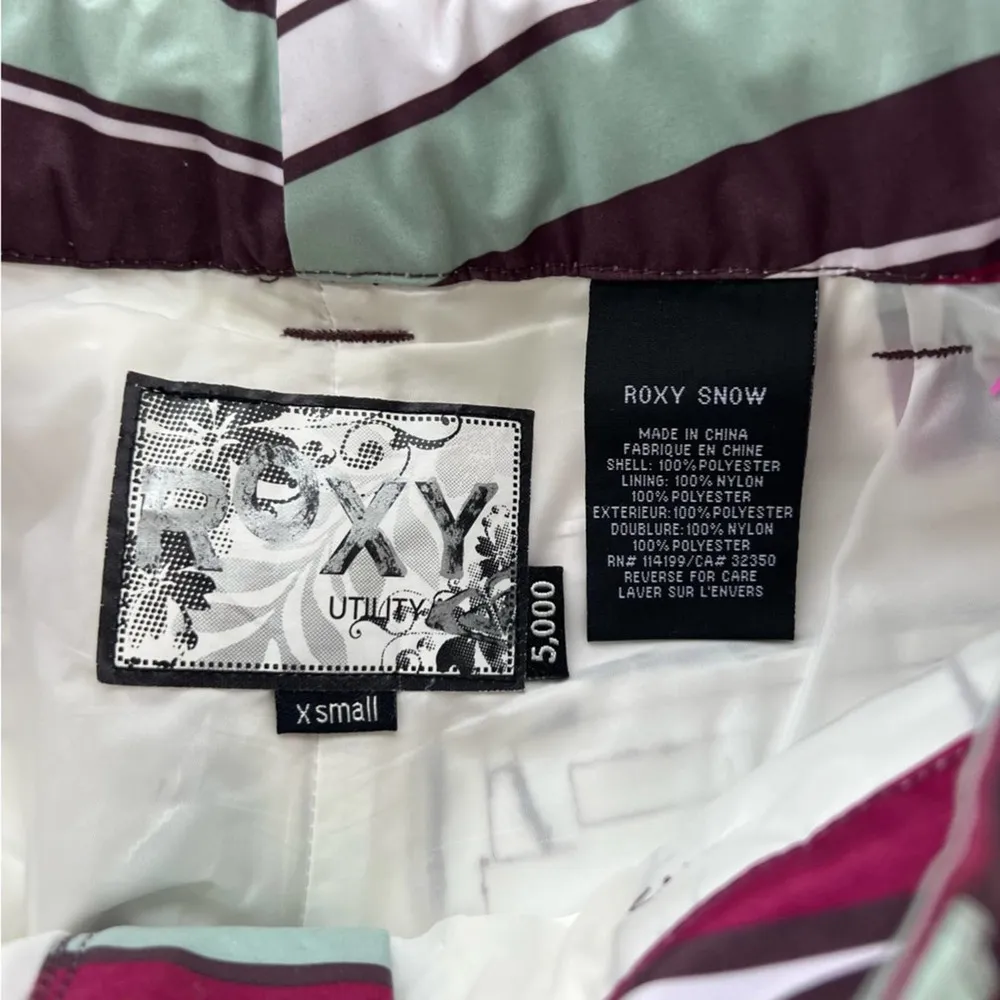 ROXY
UTILITY
5,000
x small
ROXY SNOW
MADE IN CHINA
FABRIQUE EN CHINE
SHELL: 100% POLYESTER
LINING: 100% NYLON
100% POLYESTER
EXTERIEUR: 100% POLYESTER
DOUBLURE: 100% NYLON
100% POLYESTER
RN# 114199/CA# 32350
REVERSE FOR CARE
LAVER SUR L'ENVERS